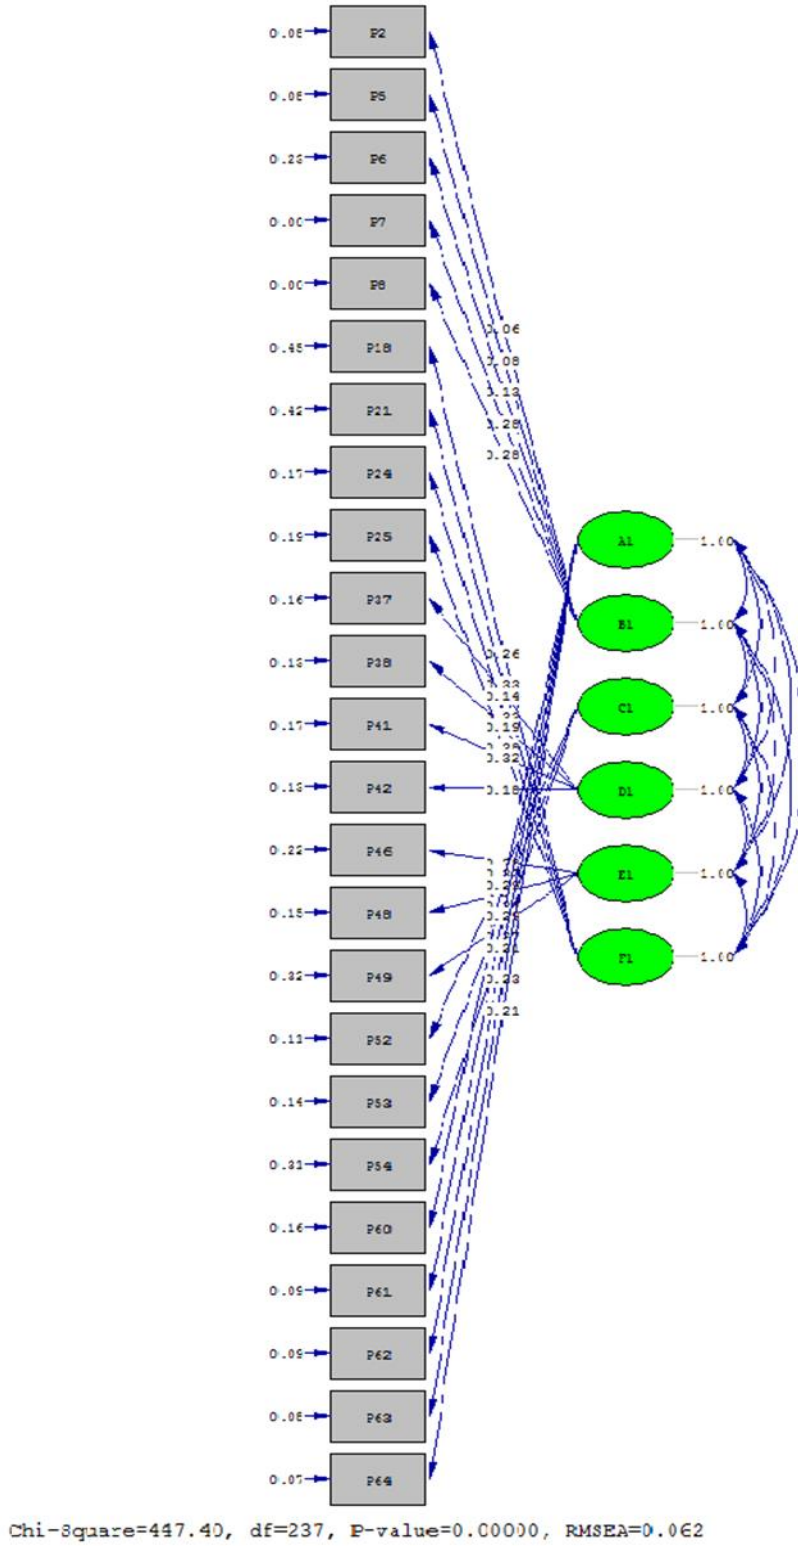 P2
P5
0.23 P6
0.00 P7
0.00 P8
0.45 P18
0.42 P21
0.17 P24
0.19 P25
0.16 P37
0.13 P38
0.17 P41
0.13 P42
0.22 P46
0.15 P48
0.32 P49
0.11 P52
0.14 P53
0.31 P54
0.16 P60
0.09 P61
0.09 P62
P63
0.07 P64
0.06
0.08
0.13
0.28
0.28
0.26
0.14
0.19
0.32
0.18
0.21
0.23
0.21
A1 1.00
B1 1.00
C1 1.00
D1 1.00
E1 1.00
F1 1.00
Chi-Square=447.40, df=237, P-value=0.00000, RMSEA=0.062